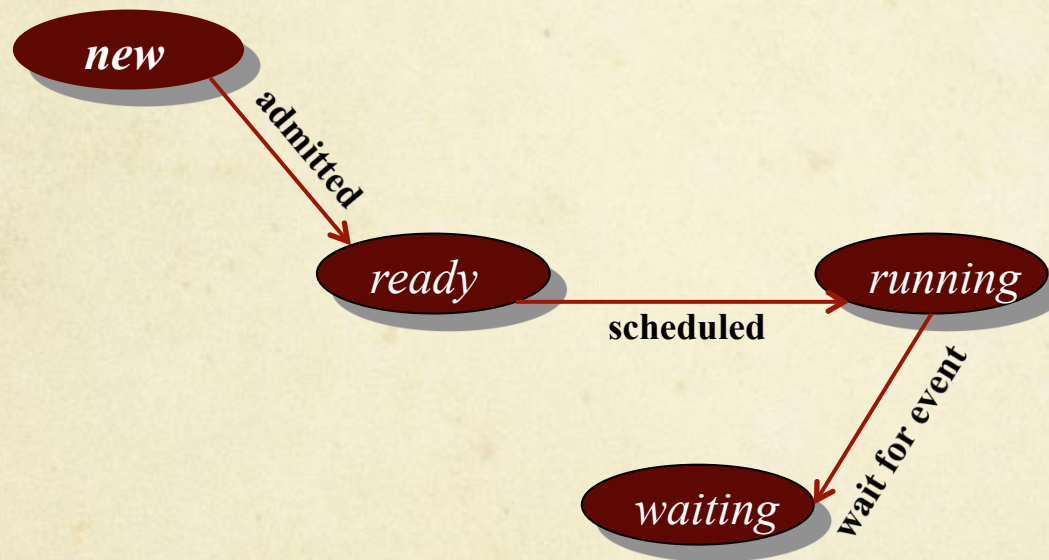 new
admitted
ready
running
scheduled
wait for event
waiting